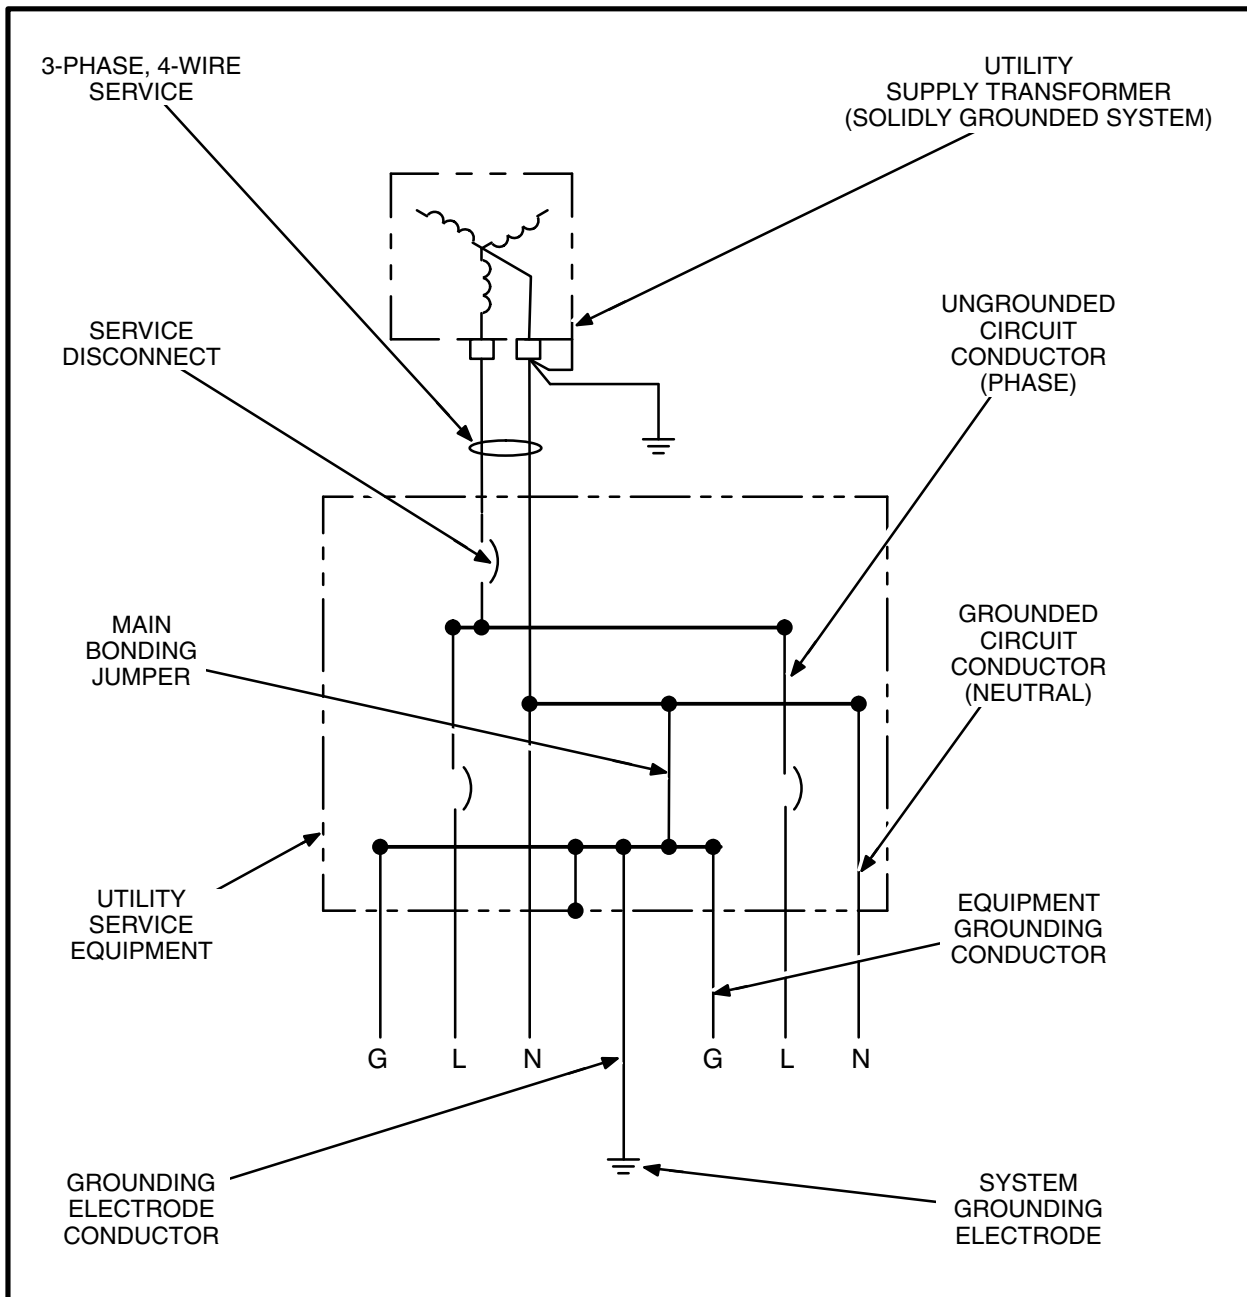 3-PHASE, 4-WIRE
SERVICE
UTILITY
SUPPLY TRANSFORMER
(SOLIDLY GROUNDED SYSTEM)
SERVICE
DISCONNECT
UNGROUNDED
CIRCUIT
CONDUCTOR
(PHASE)
MAIN
BONDING
JUMPER
GROUNDED
CIRCUIT
CONDUCTOR
(NEUTRAL)
UTILITY
SERVICE
EQUIPMENT
EQUIPMENT
GROUNDING
CONDUCTOR
G L N G L N
GROUNDING
ELECTRODE
CONDUCTOR
SYSTEM
GROUNDING
ELECTRODE